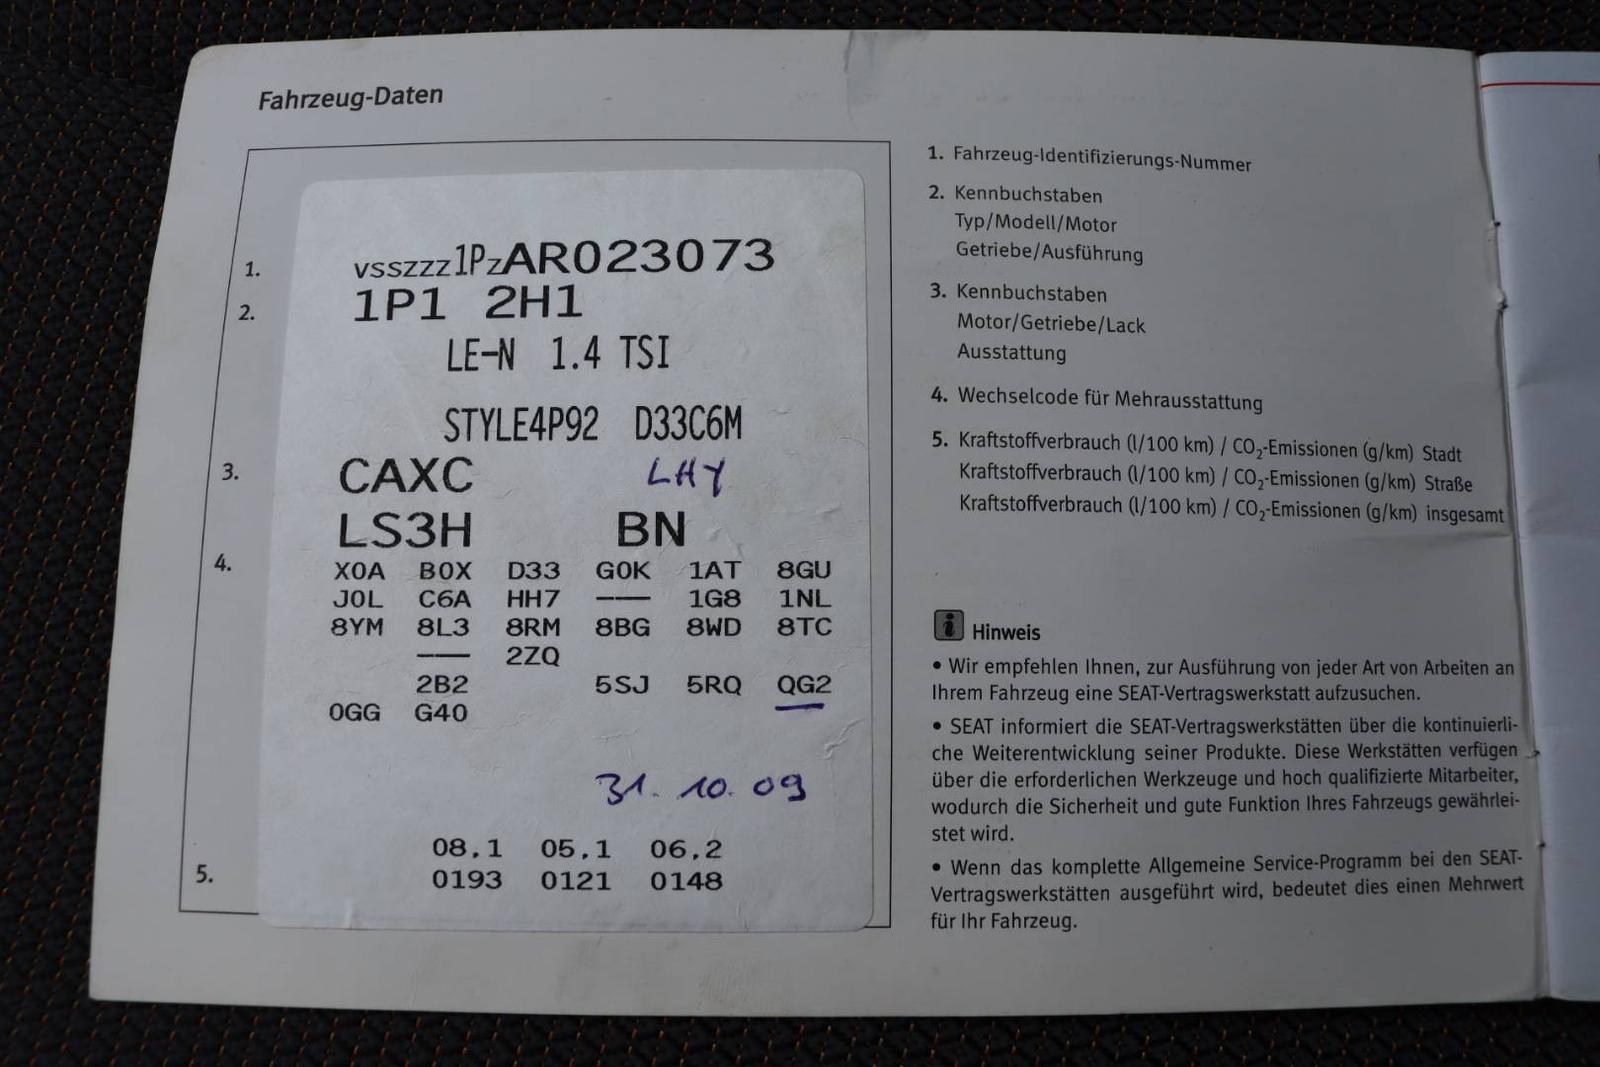 Fahrzeug-Daten
1. VSSZZZ1PZAR023073
2. 1P1 2H1
LE-N 1.4 TSI
STYLE4P92 D33C6M
3. CAXC LHY
LS3H BN
4. X0A B0X D33 G0K 1AT 8GU
J0L C6A HH7 —— 1G8 1NL
8YM 8L3 8RM 8BG 8WD 8TC
—— 2ZQ
2B2 5SJ 5RQ QG2
0GG G40
31.10.09
08,1 05,1 06,2
5. 0193 0121 0148
1. Fahrzeug-Identifizierungs-Nummer
2. Kennbuchstaben
Typ/Modell/Motor
Getriebe/Ausführung
3. Kennbuchstaben
Motor/Getriebe/Lack
Ausstattung
4. Wechselcode für Mehrausstattung
5. Kraftstoffverbrauch (l/100 km) / CO₂-Emissionen (g/km) Stadt
Kraftstoffverbrauch (l/100 km) / CO₂-Emissionen (g/km) Straße
Kraftstoffverbrauch (l/100 km) / CO₂-Emissionen (g/km) insgesamt
i Hinweis
• Wir empfehlen Ihnen, zur Ausführung von jeder Art von Arbeiten an
Ihrem Fahrzeug eine SEAT-Vertragswerkstatt aufzusuchen.
• SEAT informiert die SEAT-Vertragswerkstätten über die kontinuierli-
che Weiterentwicklung seiner Produkte. Diese Werkstätten verfügen
über die erforderlichen Werkzeuge und hoch qualifizierte Mitarbeiter,
wodurch die Sicherheit und gute Funktion Ihres Fahrzeugs gewährlei-
stet wird.
• Wenn das komplette Allgemeine Service-Programm bei den SEAT-
Vertragswerkstätten ausgeführt wird, bedeutet dies einen Mehrwert
für Ihr Fahrzeug.